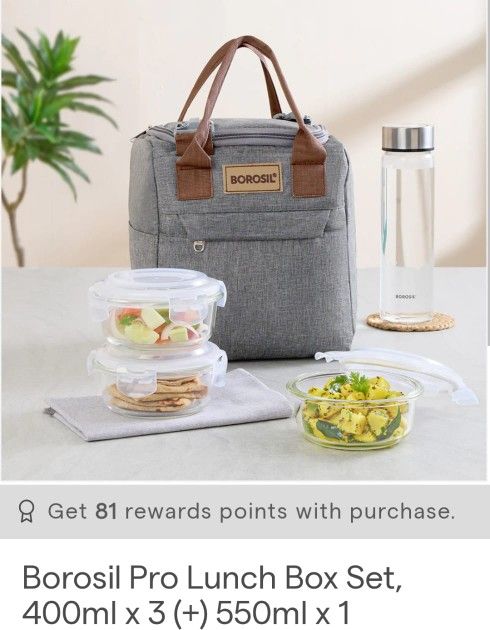 BOROSIL®
BOROSIL
Get 81 rewards points with purchase.
Borosil Pro Lunch Box Set,
400ml x 3 (+) 550ml x 1